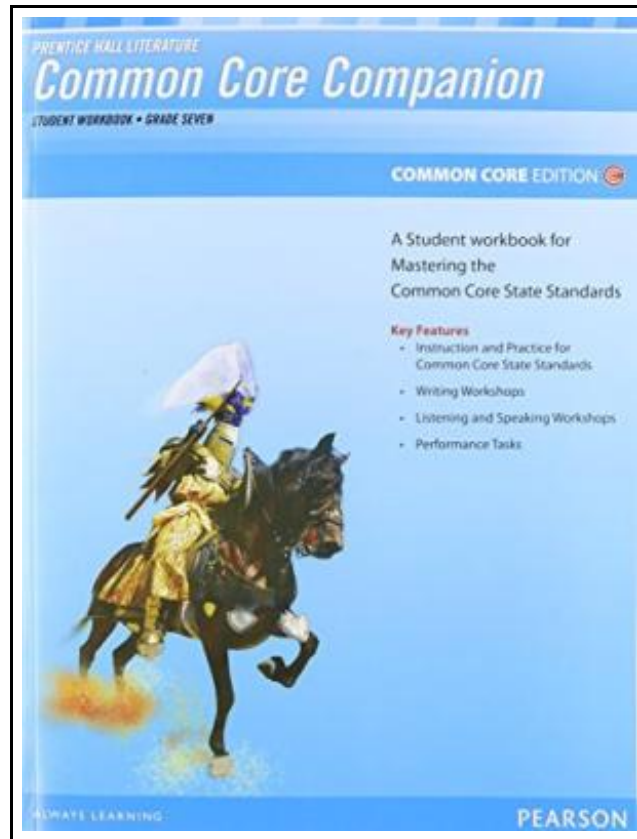 PRENTICE HALL LITERATURE
Common Core Companion
STUDENT WORKBOOK • GRADE SEVEN
COMMON CORE EDITION
A Student workbook for
Mastering the
Common Core State Standards
Key Features
• Instruction and Practice for
Common Core State Standards
• Writing Workshops
• Listening and Speaking Workshops
• Performance Tasks
ALWAYS LEARNING
PEARSON